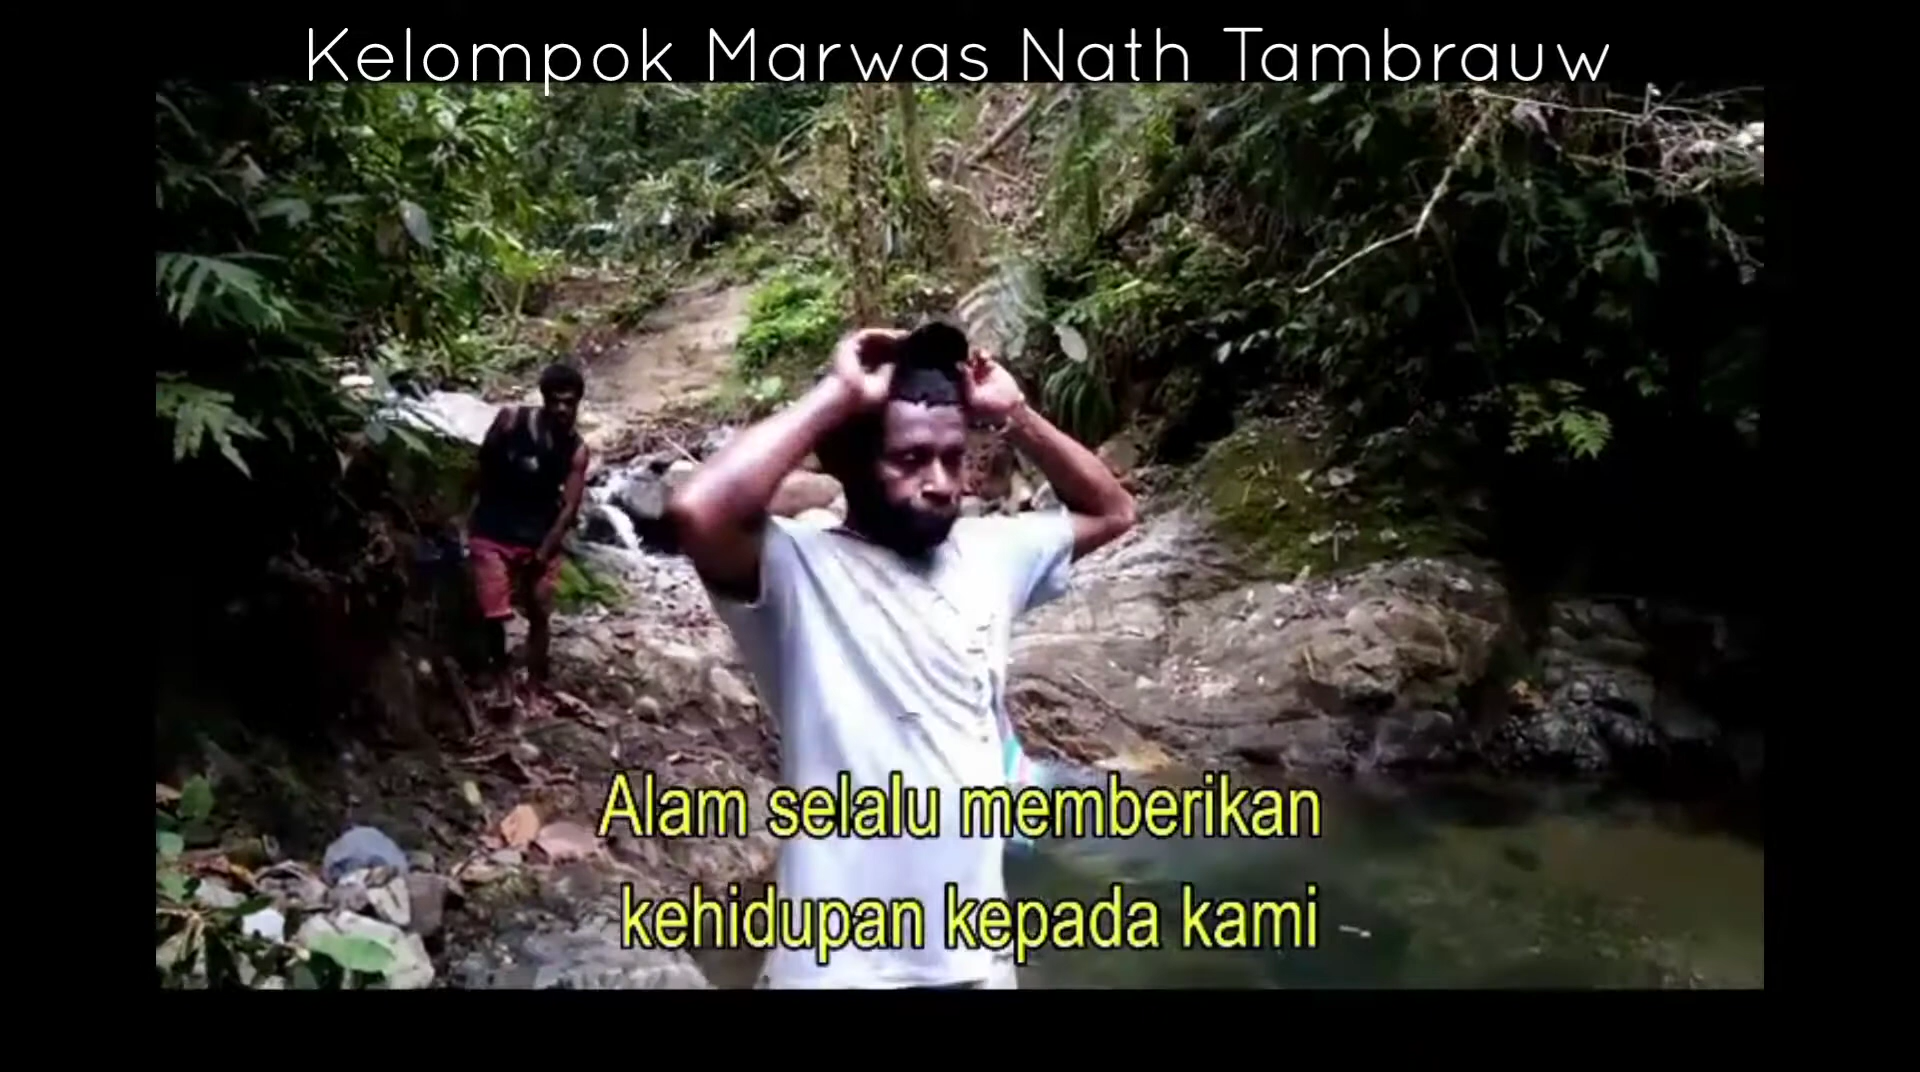 Kelompok Marwas Nath Tambrauw
Alam selalu memberikan
kehidupan kepada kami